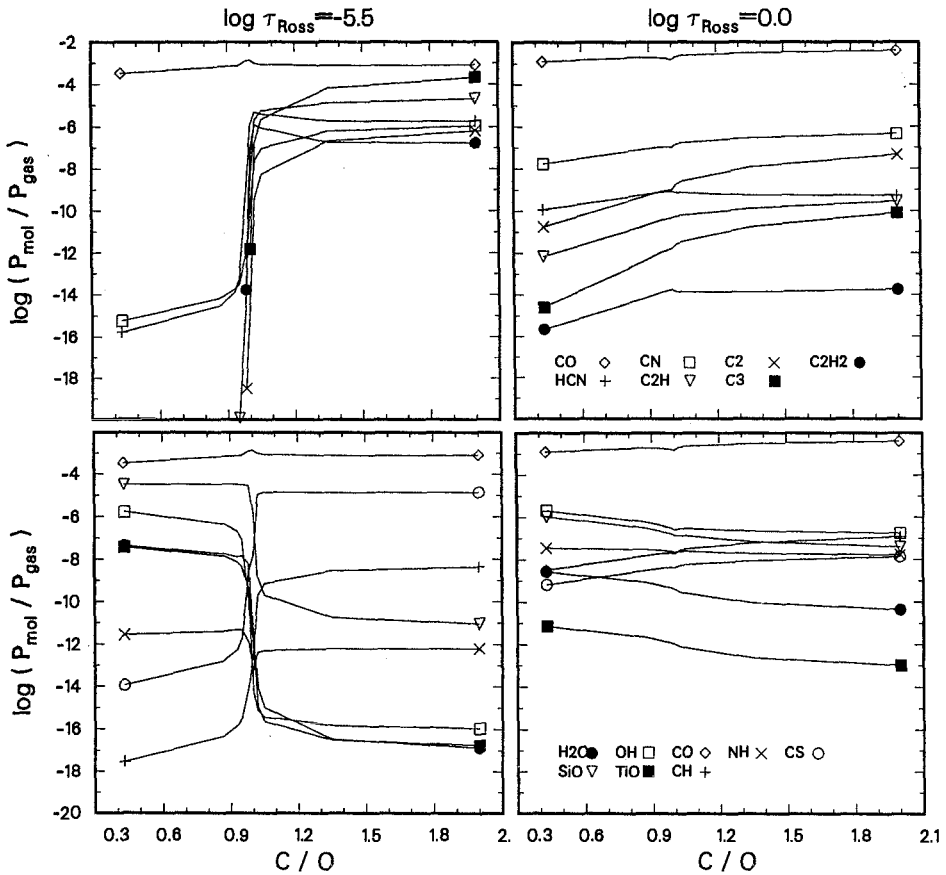 log τRoss=-5.5
log τRoss=0.0
-2
-4
-6
-8
-10
-12
-14
-16
-18
log ( Pmol / Pgas )
CO ◇ CN □ C2 × C2H2 ●
HCN + C2H ▽ C3 ■
-4
-6
-8
-10
-12
-14
-16
-18
-20
log ( Pmol / Pgas )
H2O ● OH □ CO ◇ NH × CS ○
SiO ▽ TiO ■ CH +
0.3 0.6 0.9 1.2 1.5 1.8
0.3 0.6 0.9 1.2 1.5 1.8 2.1
C / O
C / O